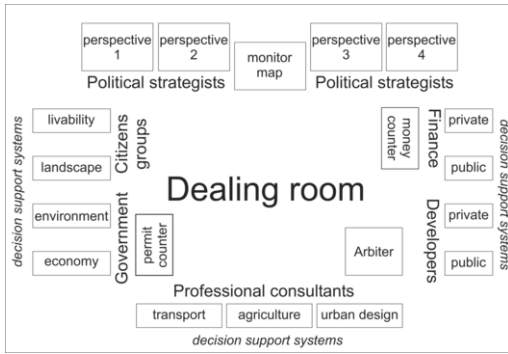 perspective
1
perspective
2
monitor
map
perspective
3
perspective
4
Political strategists
Political strategists
decision support systems
livability
landscape
Citizens
groups
environment
economy
Government
permit
counter
Dealing room
money
counter
Finance
private
public
Developers
private
public
decision support systems
Arbiter
Professional consultants
transport
agriculture
urban design
decision support systems